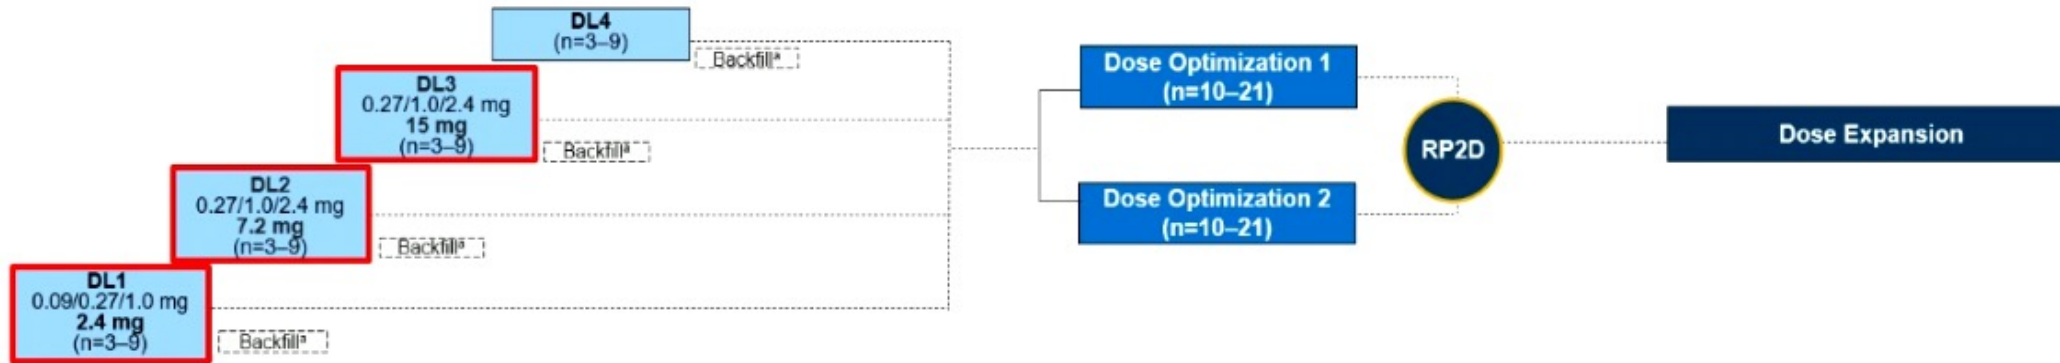 DL4
(n=3–9)
Backfillª
DL3
0.27/1.0/2.4 mg
15 mg
(n=3–9)
Backfillª
DL2
0.27/1.0/2.4 mg
7.2 mg
(n=3–9)
Backfillª
DL1
0.09/0.27/1.0 mg
2.4 mg
(n=3–9)
Backfillª
Dose Optimization 1
(n=10–21)
Dose Optimization 2
(n=10–21)
RP2D
Dose Expansion